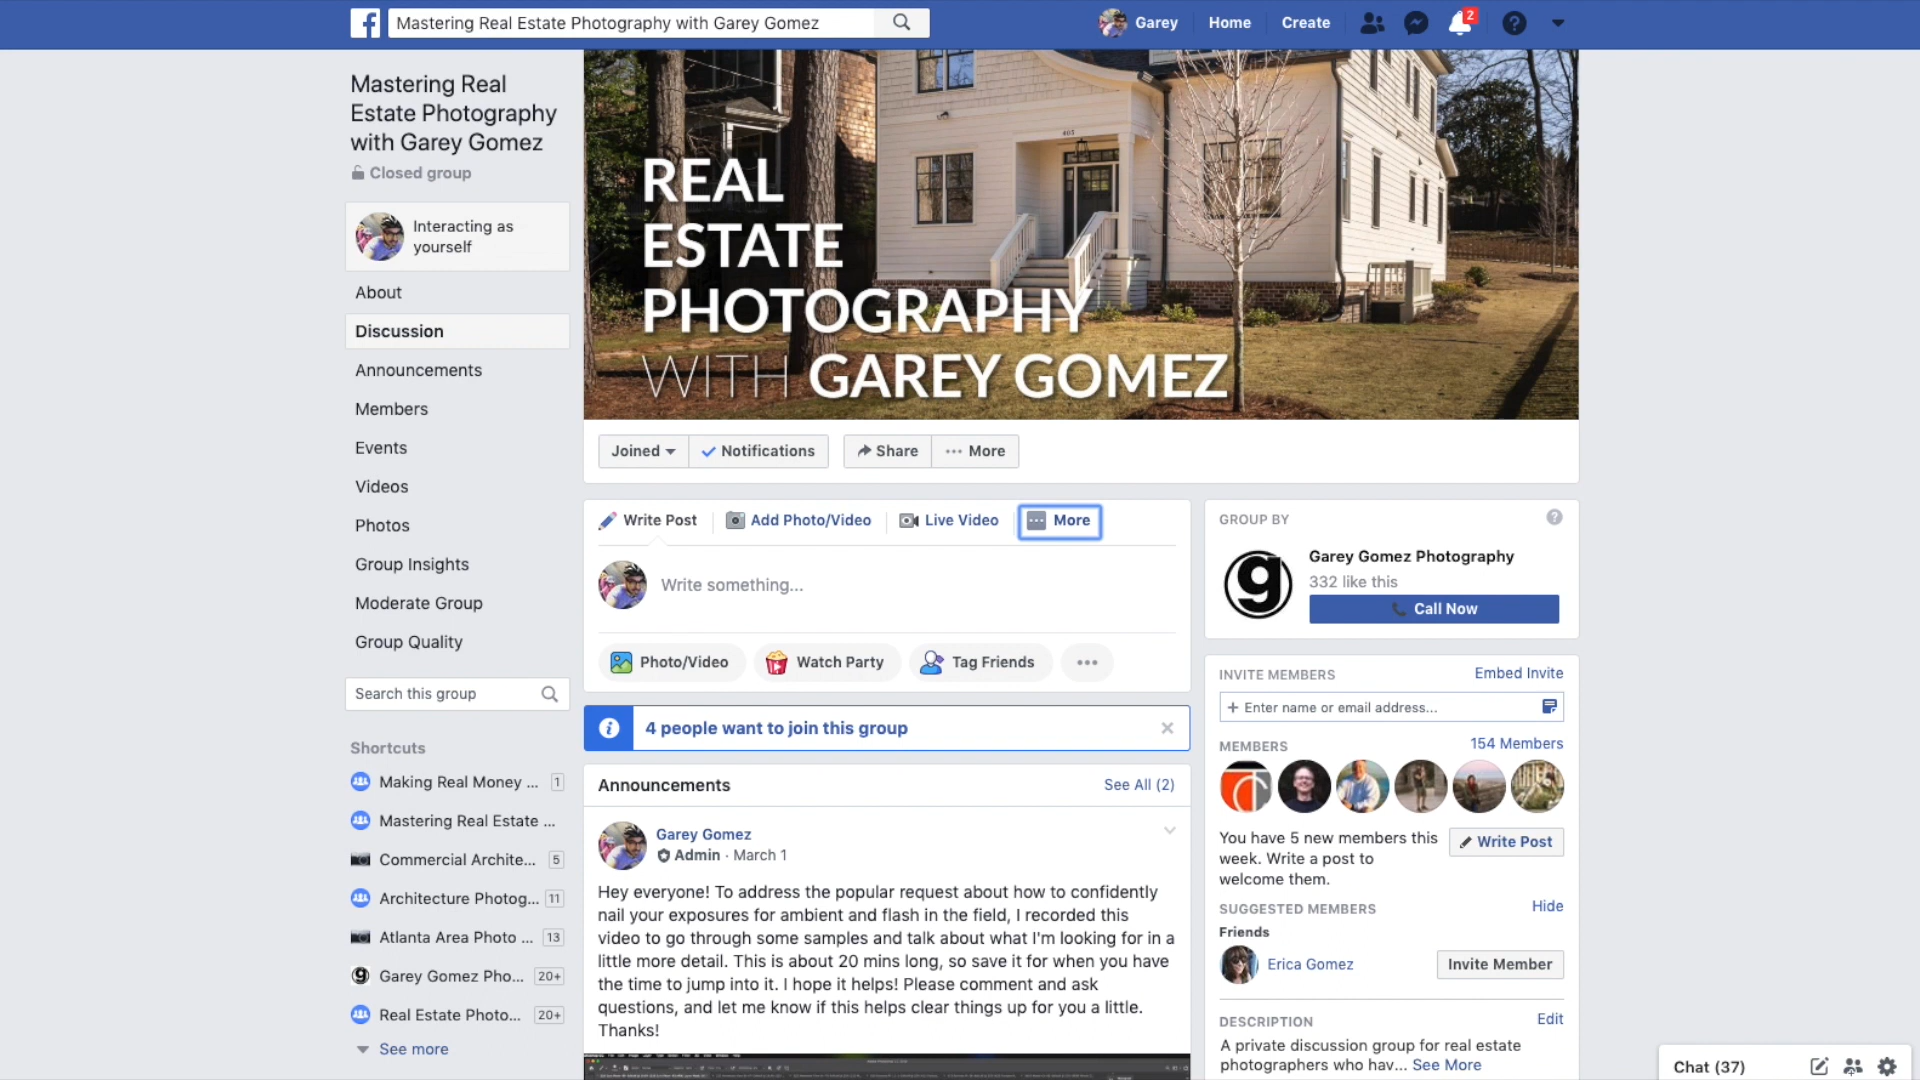 Mastering Real Estate Photography with Garey Gomez
Garey
Home
Create
2
Mastering Real
Estate Photography
with Garey Gomez
Closed group
Interacting as
yourself
About
Discussion
Announcements
Members
Events
Videos
Photos
Group Insights
Moderate Group
Group Quality
Search this group
Shortcuts
Making Real Money ... 1
Mastering Real Estate ...
Commercial Archite... 5
Architecture Photog... 11
Atlanta Area Photo ... 13
Garey Gomez Pho... 20+
Real Estate Photo... 20+
See more
405
REAL
ESTATE
PHOTOGRAPHY
WITH GAREY GOMEZ
Joined
Notifications
Share
More
Write Post
Add Photo/Video
Live Video
More
Write something...
Photo/Video
Watch Party
Tag Friends
4 people want to join this group
Announcements
See All (2)
Garey Gomez
Admin · March 1
Hey everyone! To address the popular request about how to confidently
nail your exposures for ambient and flash in the field, I recorded this
video to go through some samples and talk about what I'm looking for in a
little more detail. This is about 20 mins long, so save it for when you have
the time to jump into it. I hope it helps! Please comment and ask
questions, and let me know if this helps clear things up for you a little.
Thanks!
GROUP BY
g
Garey Gomez Photography
332 like this
Call Now
INVITE MEMBERS
Embed Invite
+ Enter name or email address...
MEMBERS
154 Members
You have 5 new members this
week. Write a post to
welcome them.
Write Post
SUGGESTED MEMBERS
Hide
Friends
Erica Gomez
Invite Member
DESCRIPTION
Edit
A private discussion group for real estate
photographers who hav... See More
Chat (37)